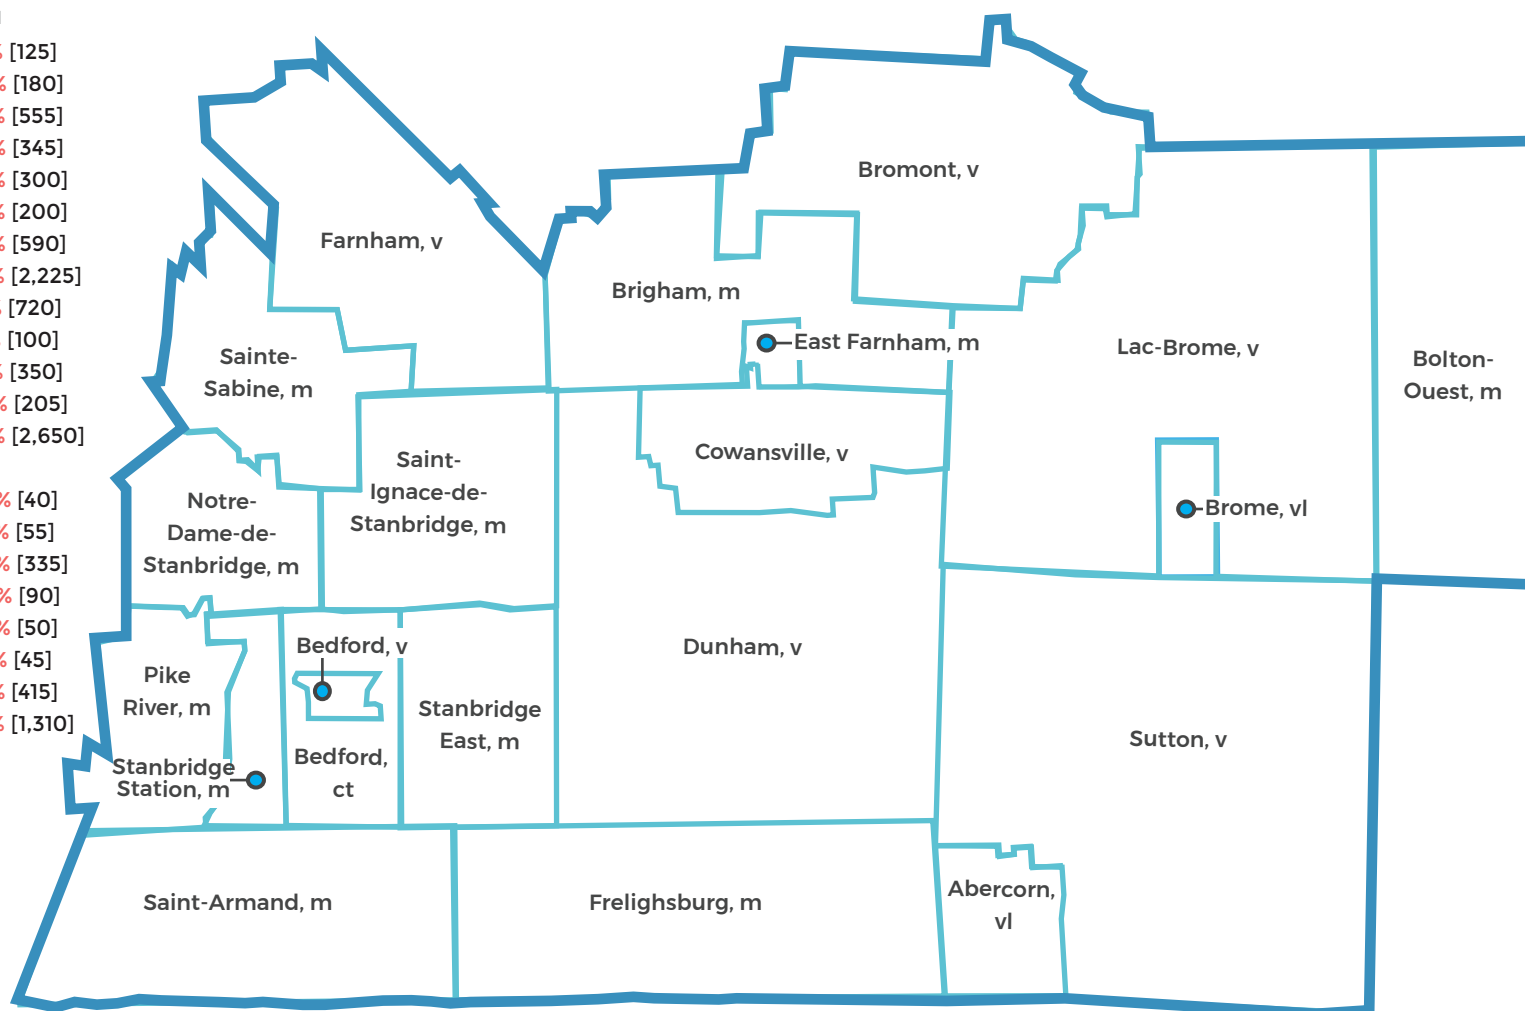 % [125]
% [180]
% [555]
% [345]
% [300]
% [200]
% [590]
% [2,225]
% [720]
[100]
% [350]
% [205]
% [2,650]
% [40]
% [55]
% [335]
% [90]
% [50]
% [45]
% [415]
% [1,310]
Bromont, v
Farnham, v
Brigham, m
East Farnham, m
Lac-Brome, v
Bolton-
Ouest, m
Sainte-
Sabine, m
Cowansville, v
Saint-
Ignace-de-
Stanbridge, m
Notre-
Dame-de-
Stanbridge, m
Brome, vl
Bedford, v
Dunham, v
Pike
River, m
Stanbridge
East, m
Sutton, v
Bedford,
ct
Stanbridge
Station, m
Saint-Armand, m
Frelighsburg, m
Abercorn,
vl